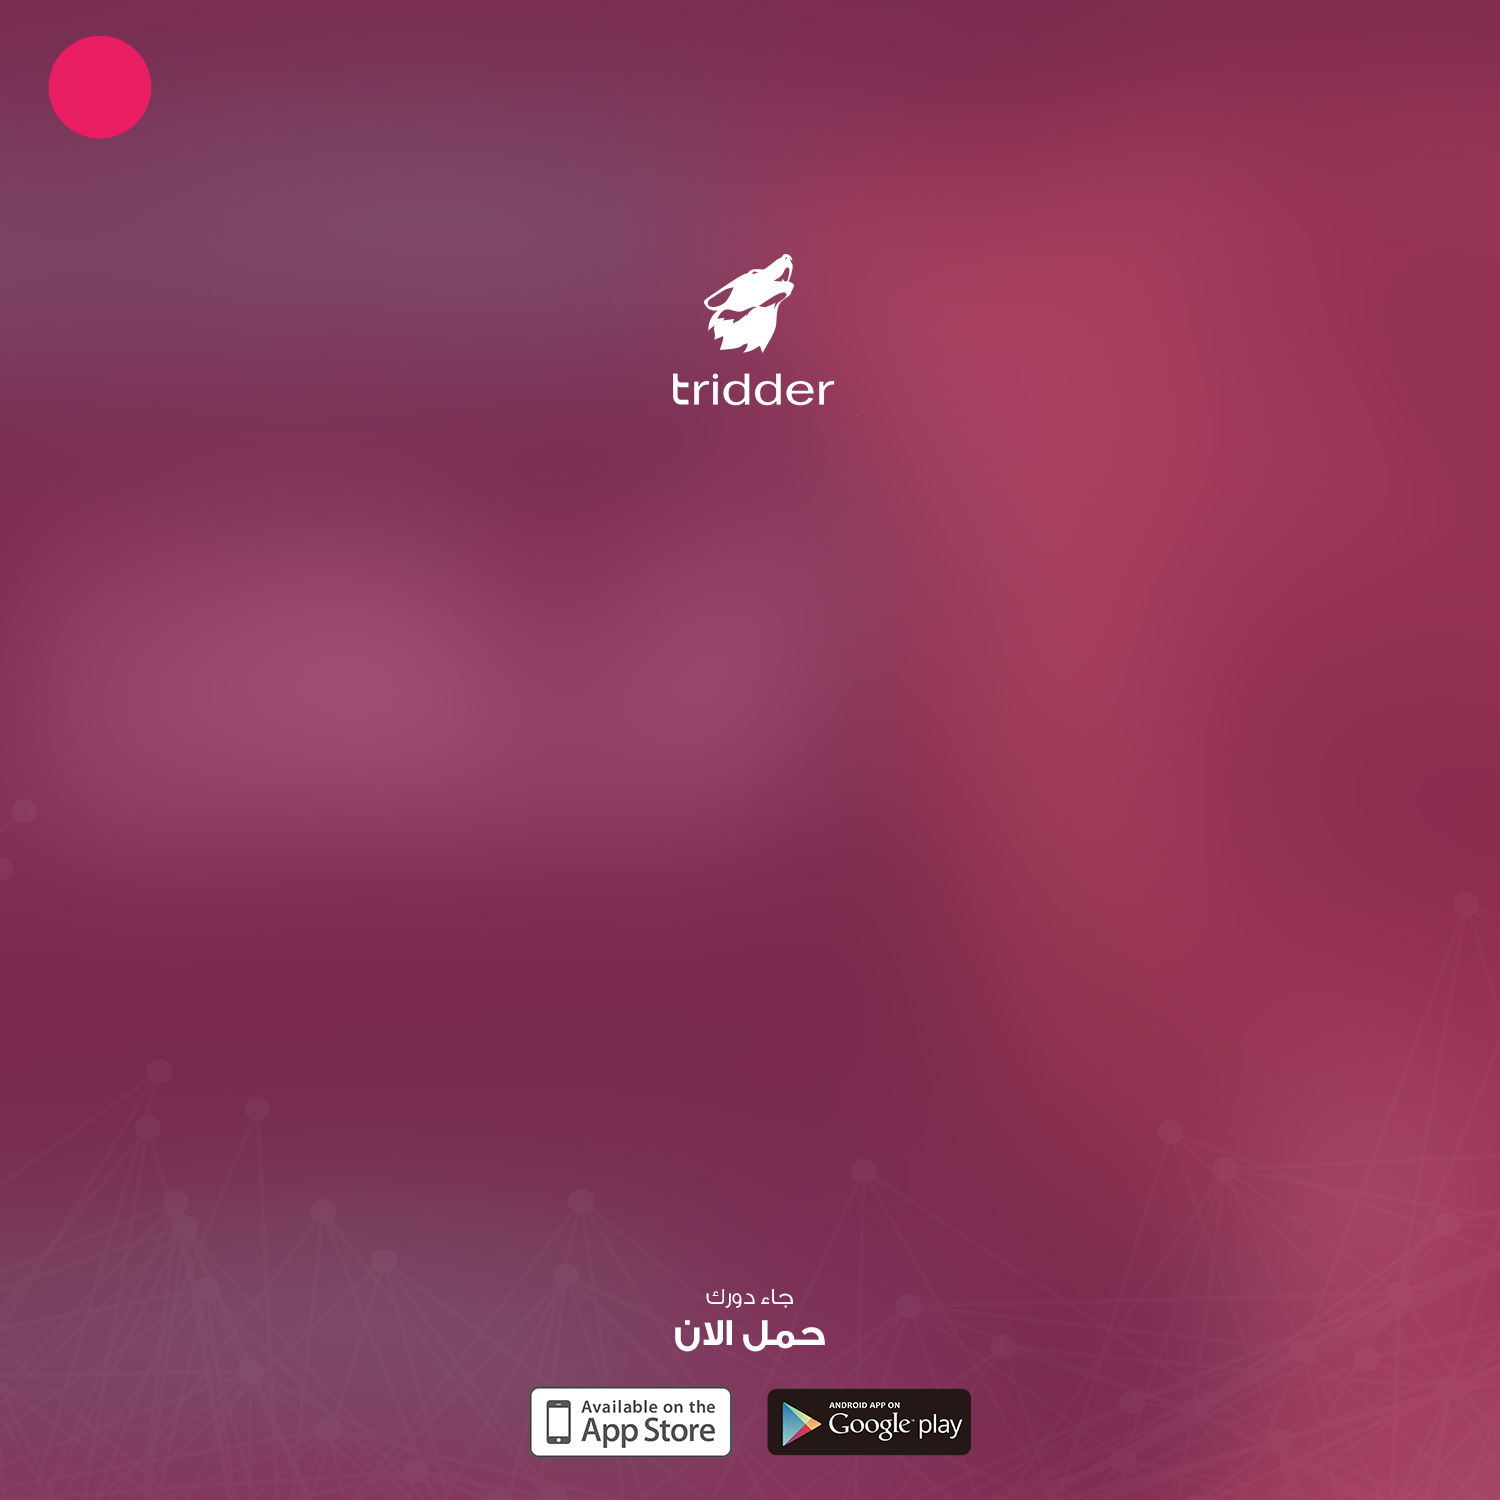 tridder
جاء دورك
حمل الان
Available on the
App Store
ANDROID APP ON
Google play